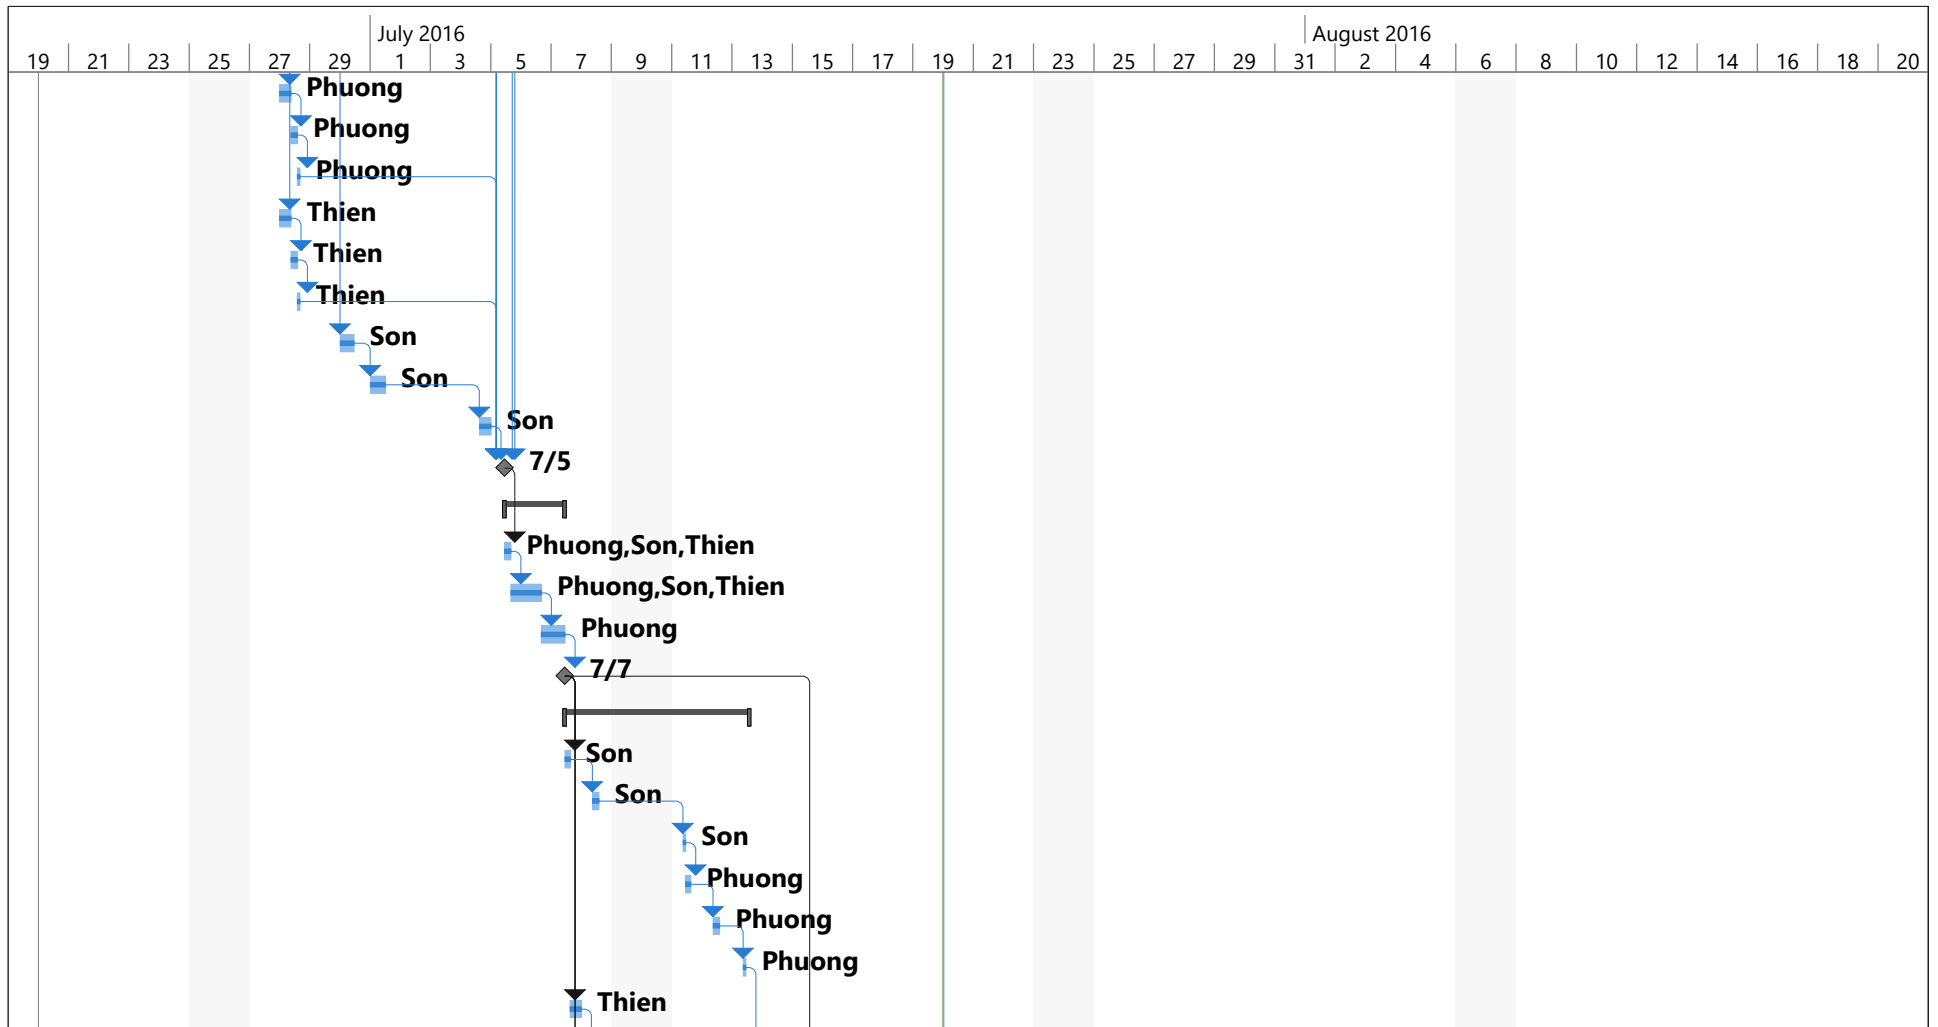 July 2016 August 2016
19 21 23 25 27 29 1 3 5 7 9 11 13 15 17 19 21 23 25 27 29 31 2 4 6 8 10 12 14 16 18 20
Phuong
Phuong
Phuong
Thien
Thien
Thien
Son
Son
Son
7/5
Phuong,Son,Thien
Phuong,Son,Thien
Phuong
7/7
Son
Son
Son
Phuong
Phuong
Phuong
Thien